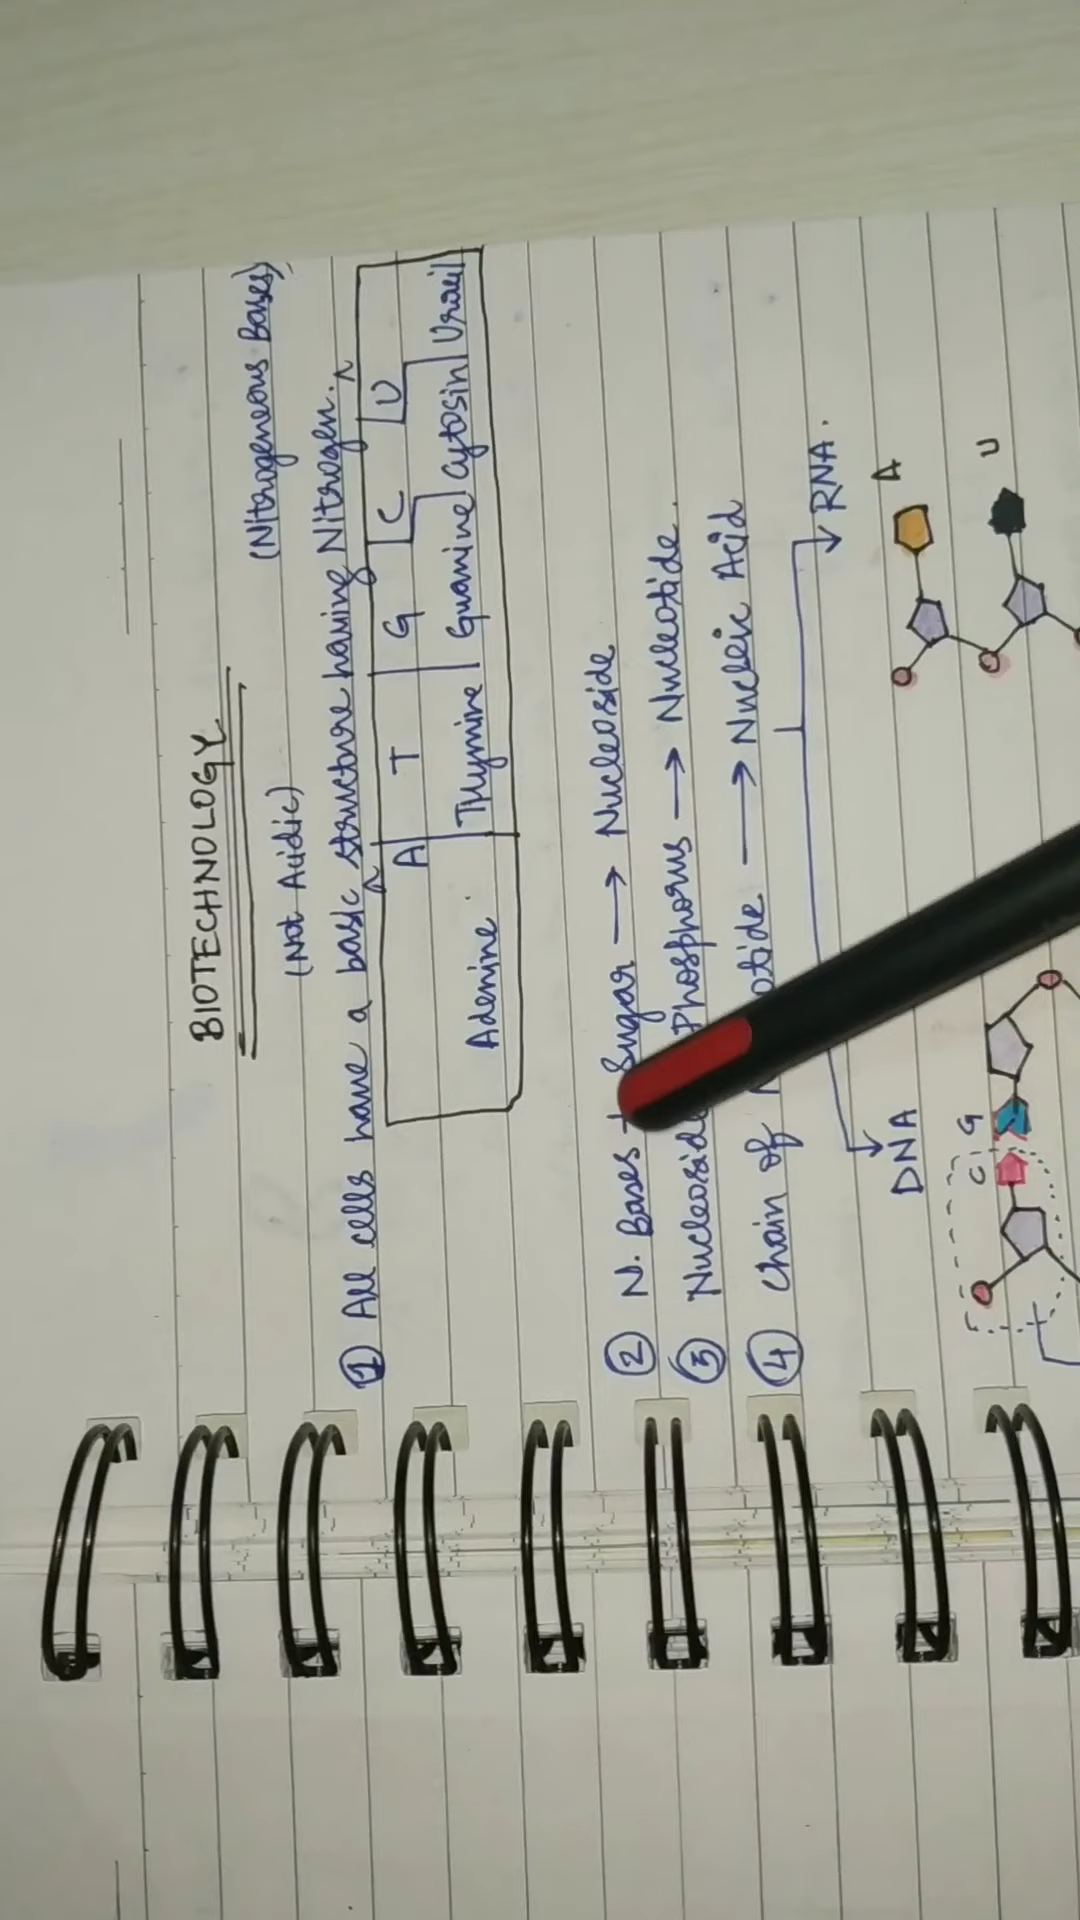 BIOTECHNOLOGY
(Not Acidic) (Nitrogeneous Bases)
① All cells have a basic structure having Nitrogen.
A T G C U
Adenine Thymine Guanine Cytosin Uracil
② N. Bases + Sugar → Nucleoside
③ Nucleoside Phosphorus → Nucleotide.
④ Chain of → Nucleic Acid
DNA RNA.
A
C G U